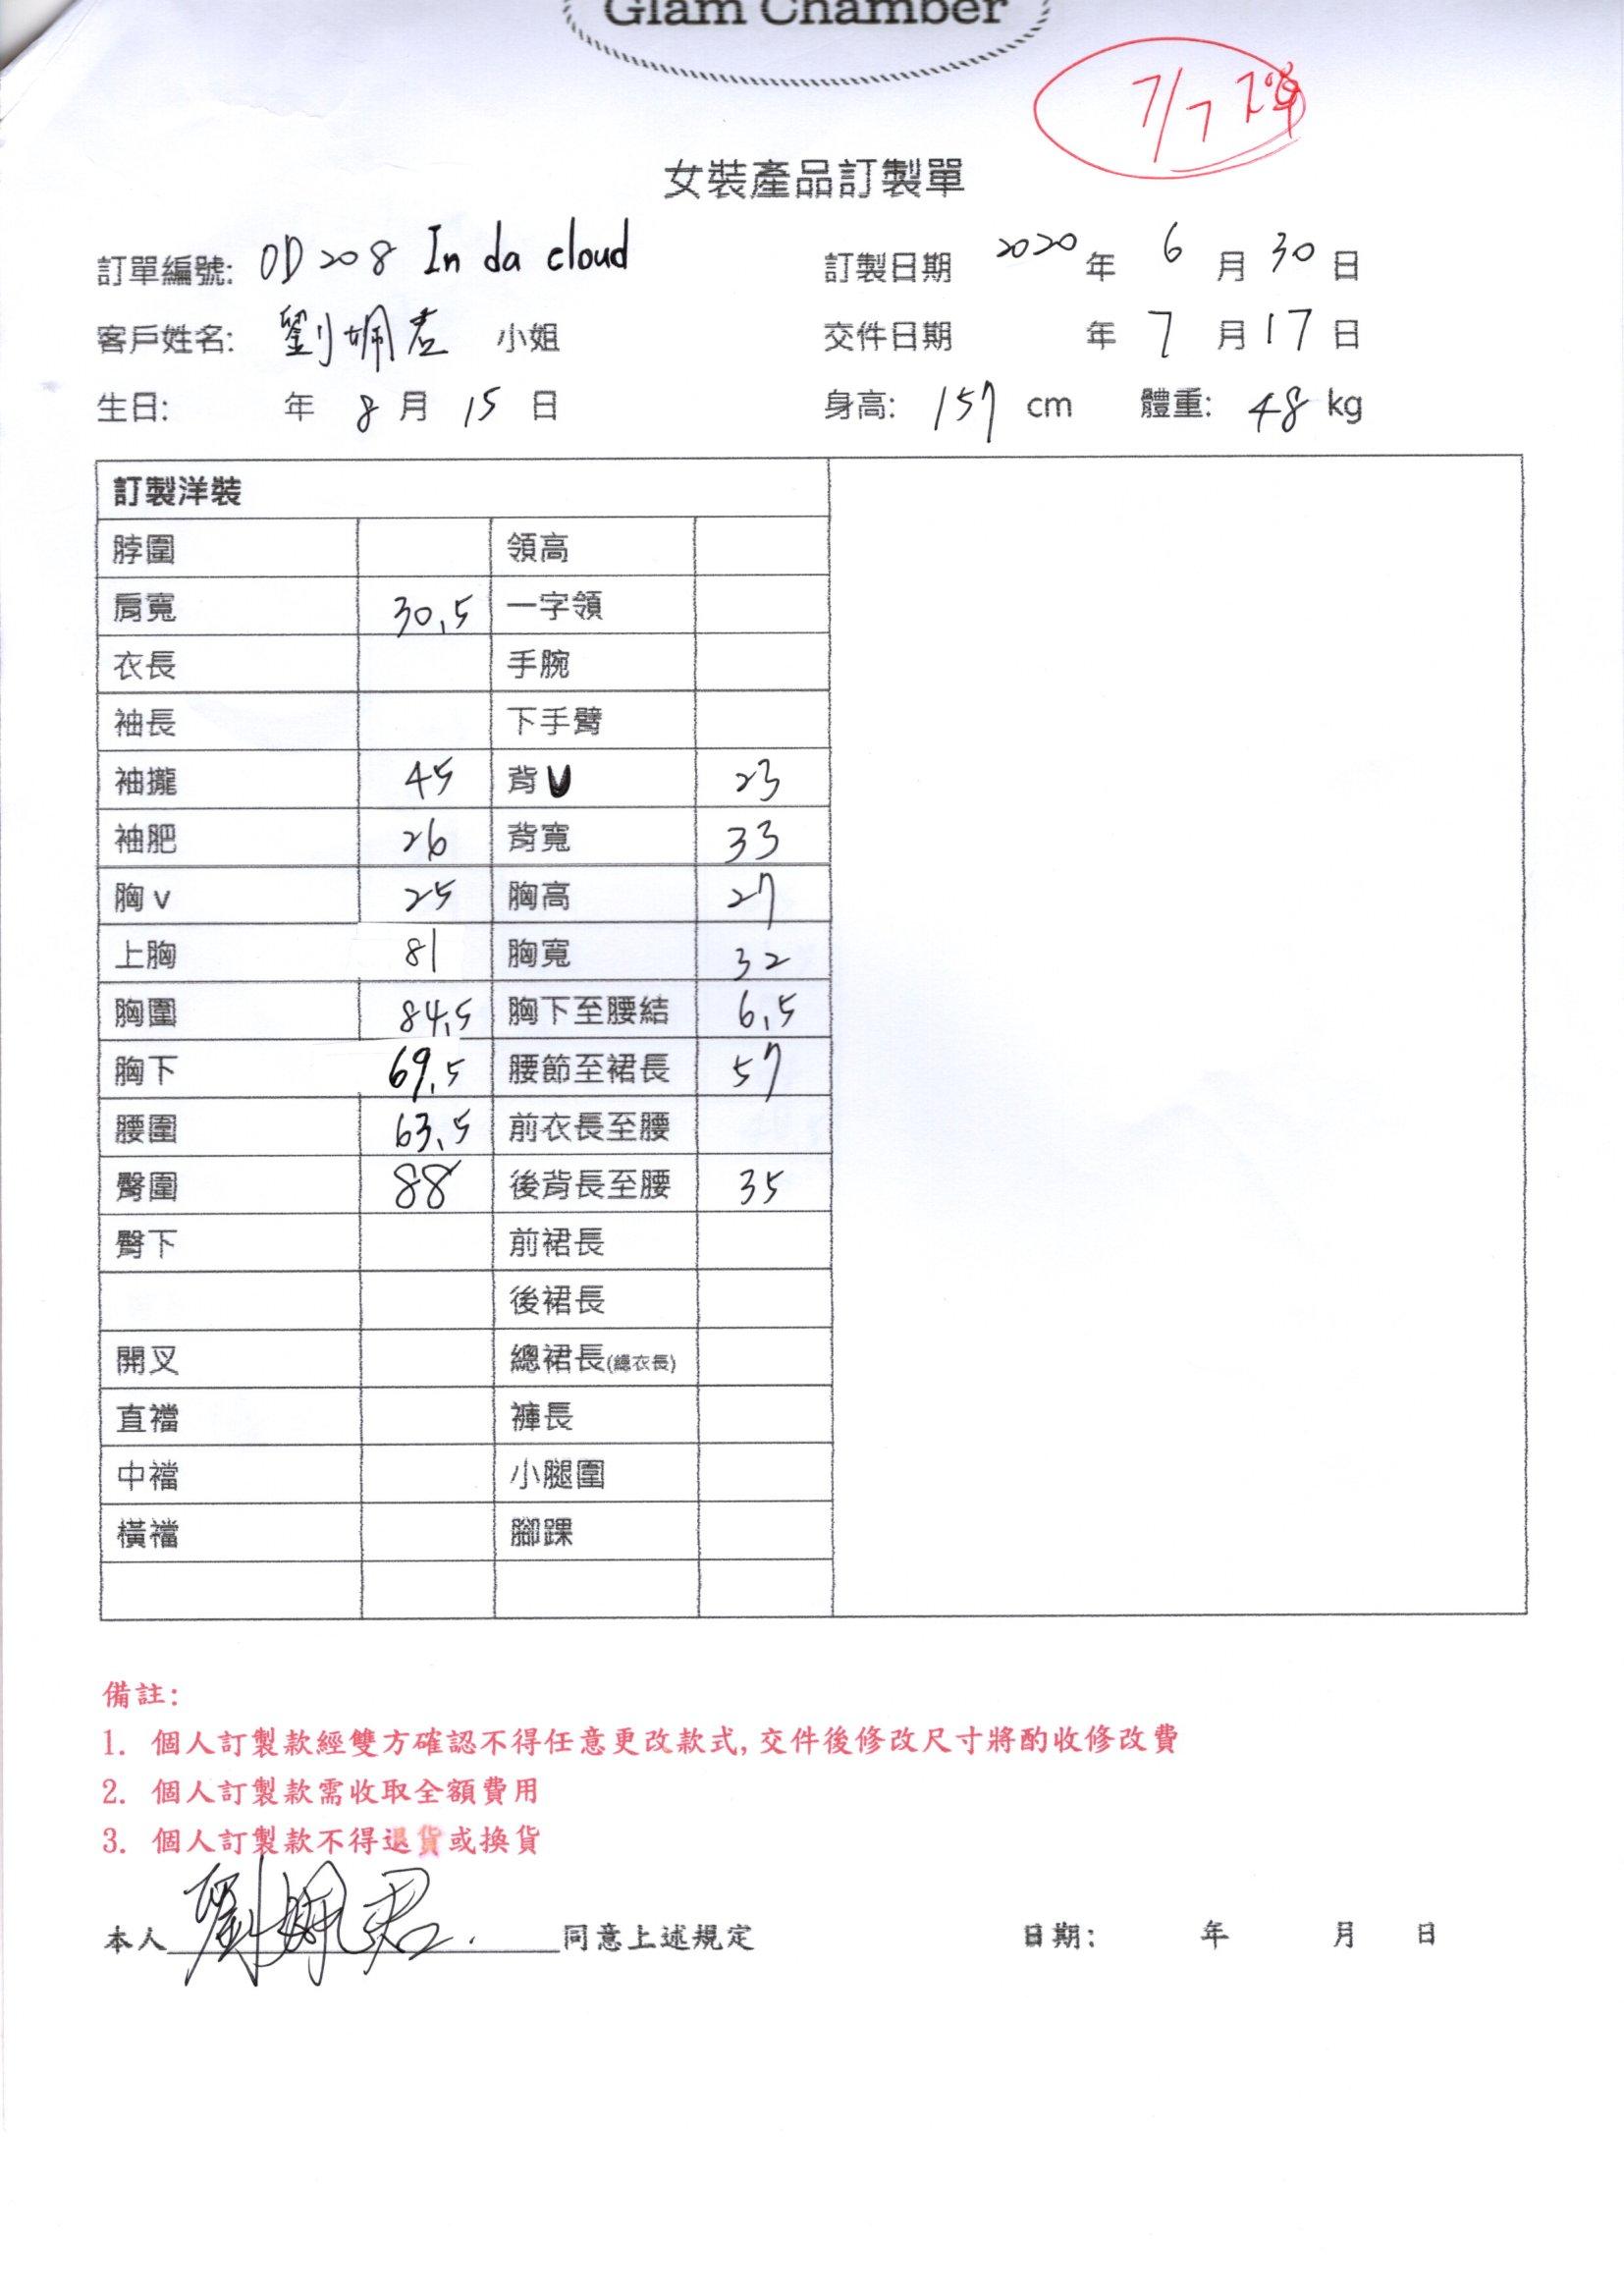 Glam Chamber
7/7
女裝產品訂製單
訂單編號: OD208 In da cloud 訂製日期 2020 年 6 月 30 日
客戶姓名: 劉姵君 小姐 交件日期 年 7 月 17 日
生日: 年 8 月 15 日 身高: 157 cm 體重: 48 kg
訂製洋裝
脖圍 領高
肩寬 30.5 一字領
衣長 手腕
袖長 下手臂
袖攏 45 背V 23
袖肥 26 背寬 33
胸v 25 胸高 27
上胸 81 胸寬 32
胸圍 84.5 胸下至腰結 6.5
胸下 69.5 腰節至裙長 57
腰圍 63.5 前衣長至腰
臀圍 88 後背長至腰 35
臀下 前裙長
後裙長
開叉 總裙長(總衣長)
直襠 褲長
中襠 小腿圍
橫襠 腳踝
備註:
1. 個人訂製款經雙方確認不得任意更改款式,交件後修改尺寸將酌收修改費
2. 個人訂製款需收取全額費用
3. 個人訂製款不得退貨或換貨
本人 劉姵君 同意上述規定 日期: 年 月 日